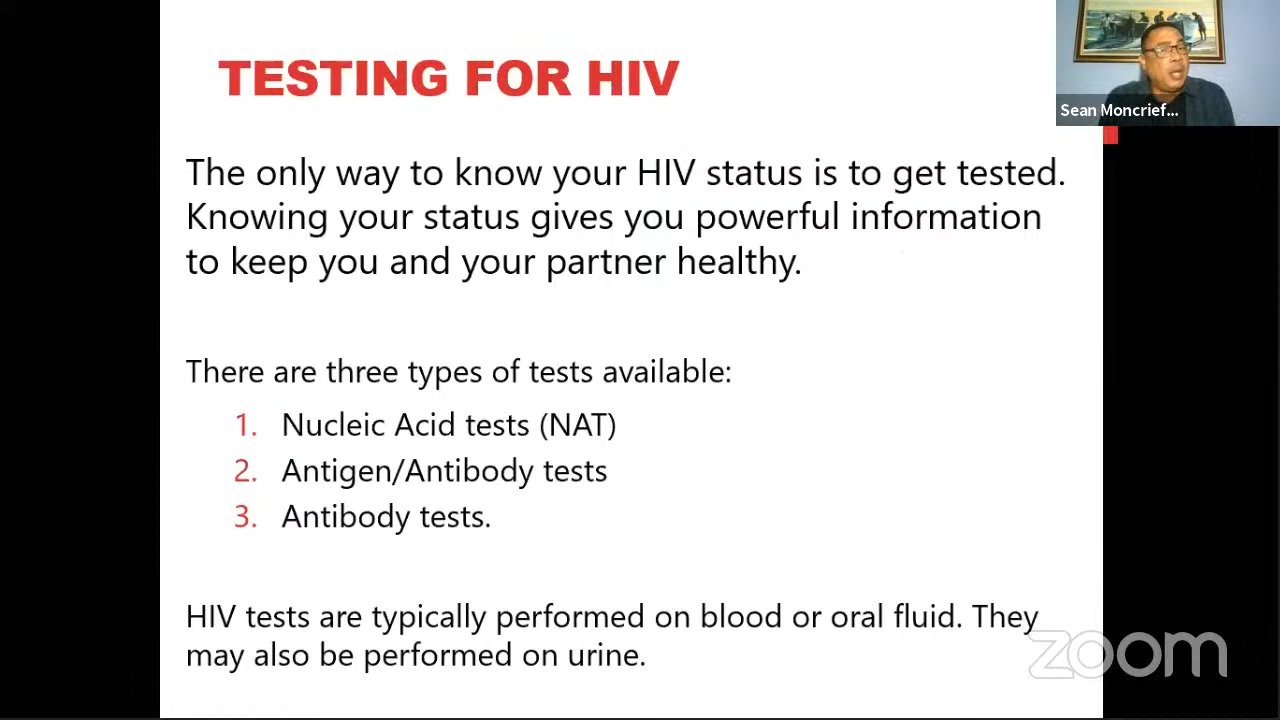 TESTING FOR HIV
Sean Moncrief...
The only way to know your HIV status is to get tested.
Knowing your status gives you powerful information
to keep you and your partner healthy.
There are three types of tests available:
1. Nucleic Acid tests (NAT)
2. Antigen/Antibody tests
3. Antibody tests.
HIV tests are typically performed on blood or oral fluid. They
may also be performed on urine.
zoom